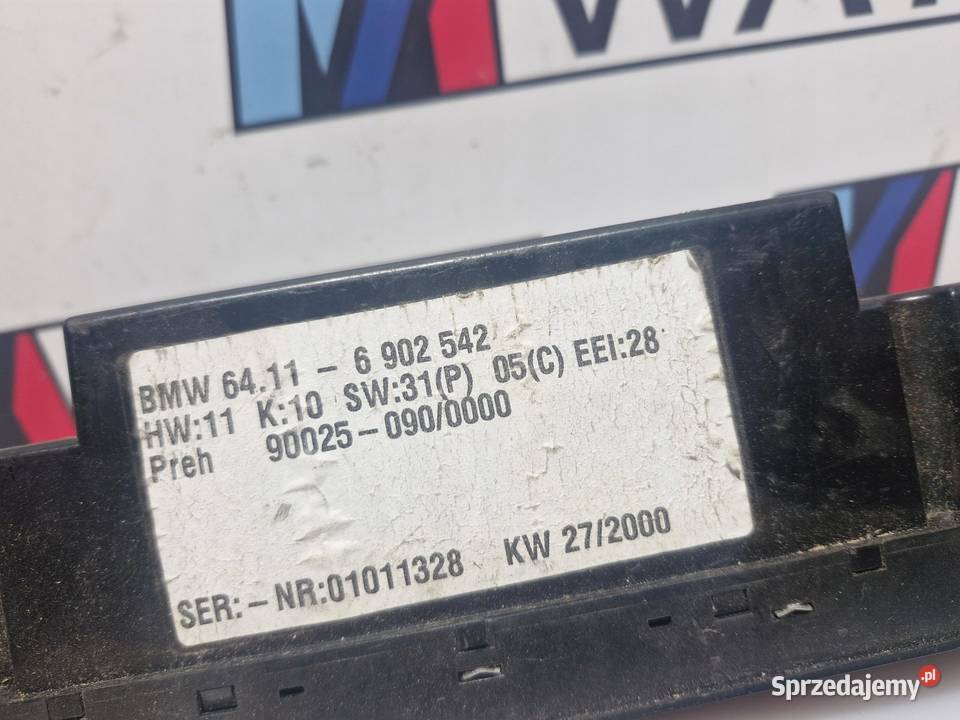 BMW 64.11 - 6 902 542
HW:11 K:10 SW:31(P) 05(C) EEI:28
Preh 90025-090/0000
SER:-NR:01011328 KW 27/2000
Sprzedajemy.pl